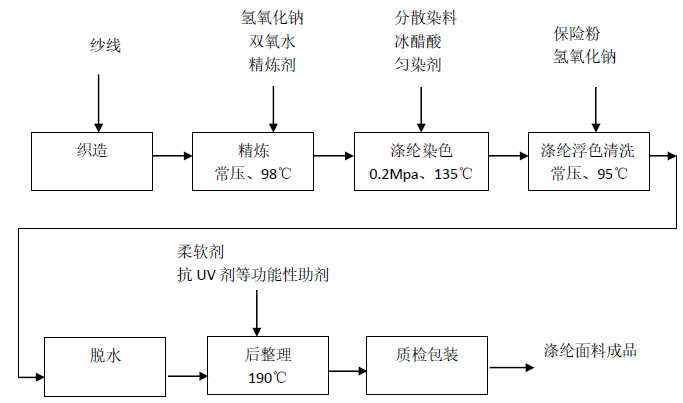 纱线
氢氧化钠
双氧水
精炼剂
分散染料
冰醋酸
匀染剂
保险粉
氢氧化钠
织造
精炼
常压、98℃
涤纶染色
0.2Mpa、135℃
涤纶浮色清洗
常压、95℃
柔软剂
抗UV剂等功能性助剂
脱水
后整理
190℃
质检包装
涤纶面料成品